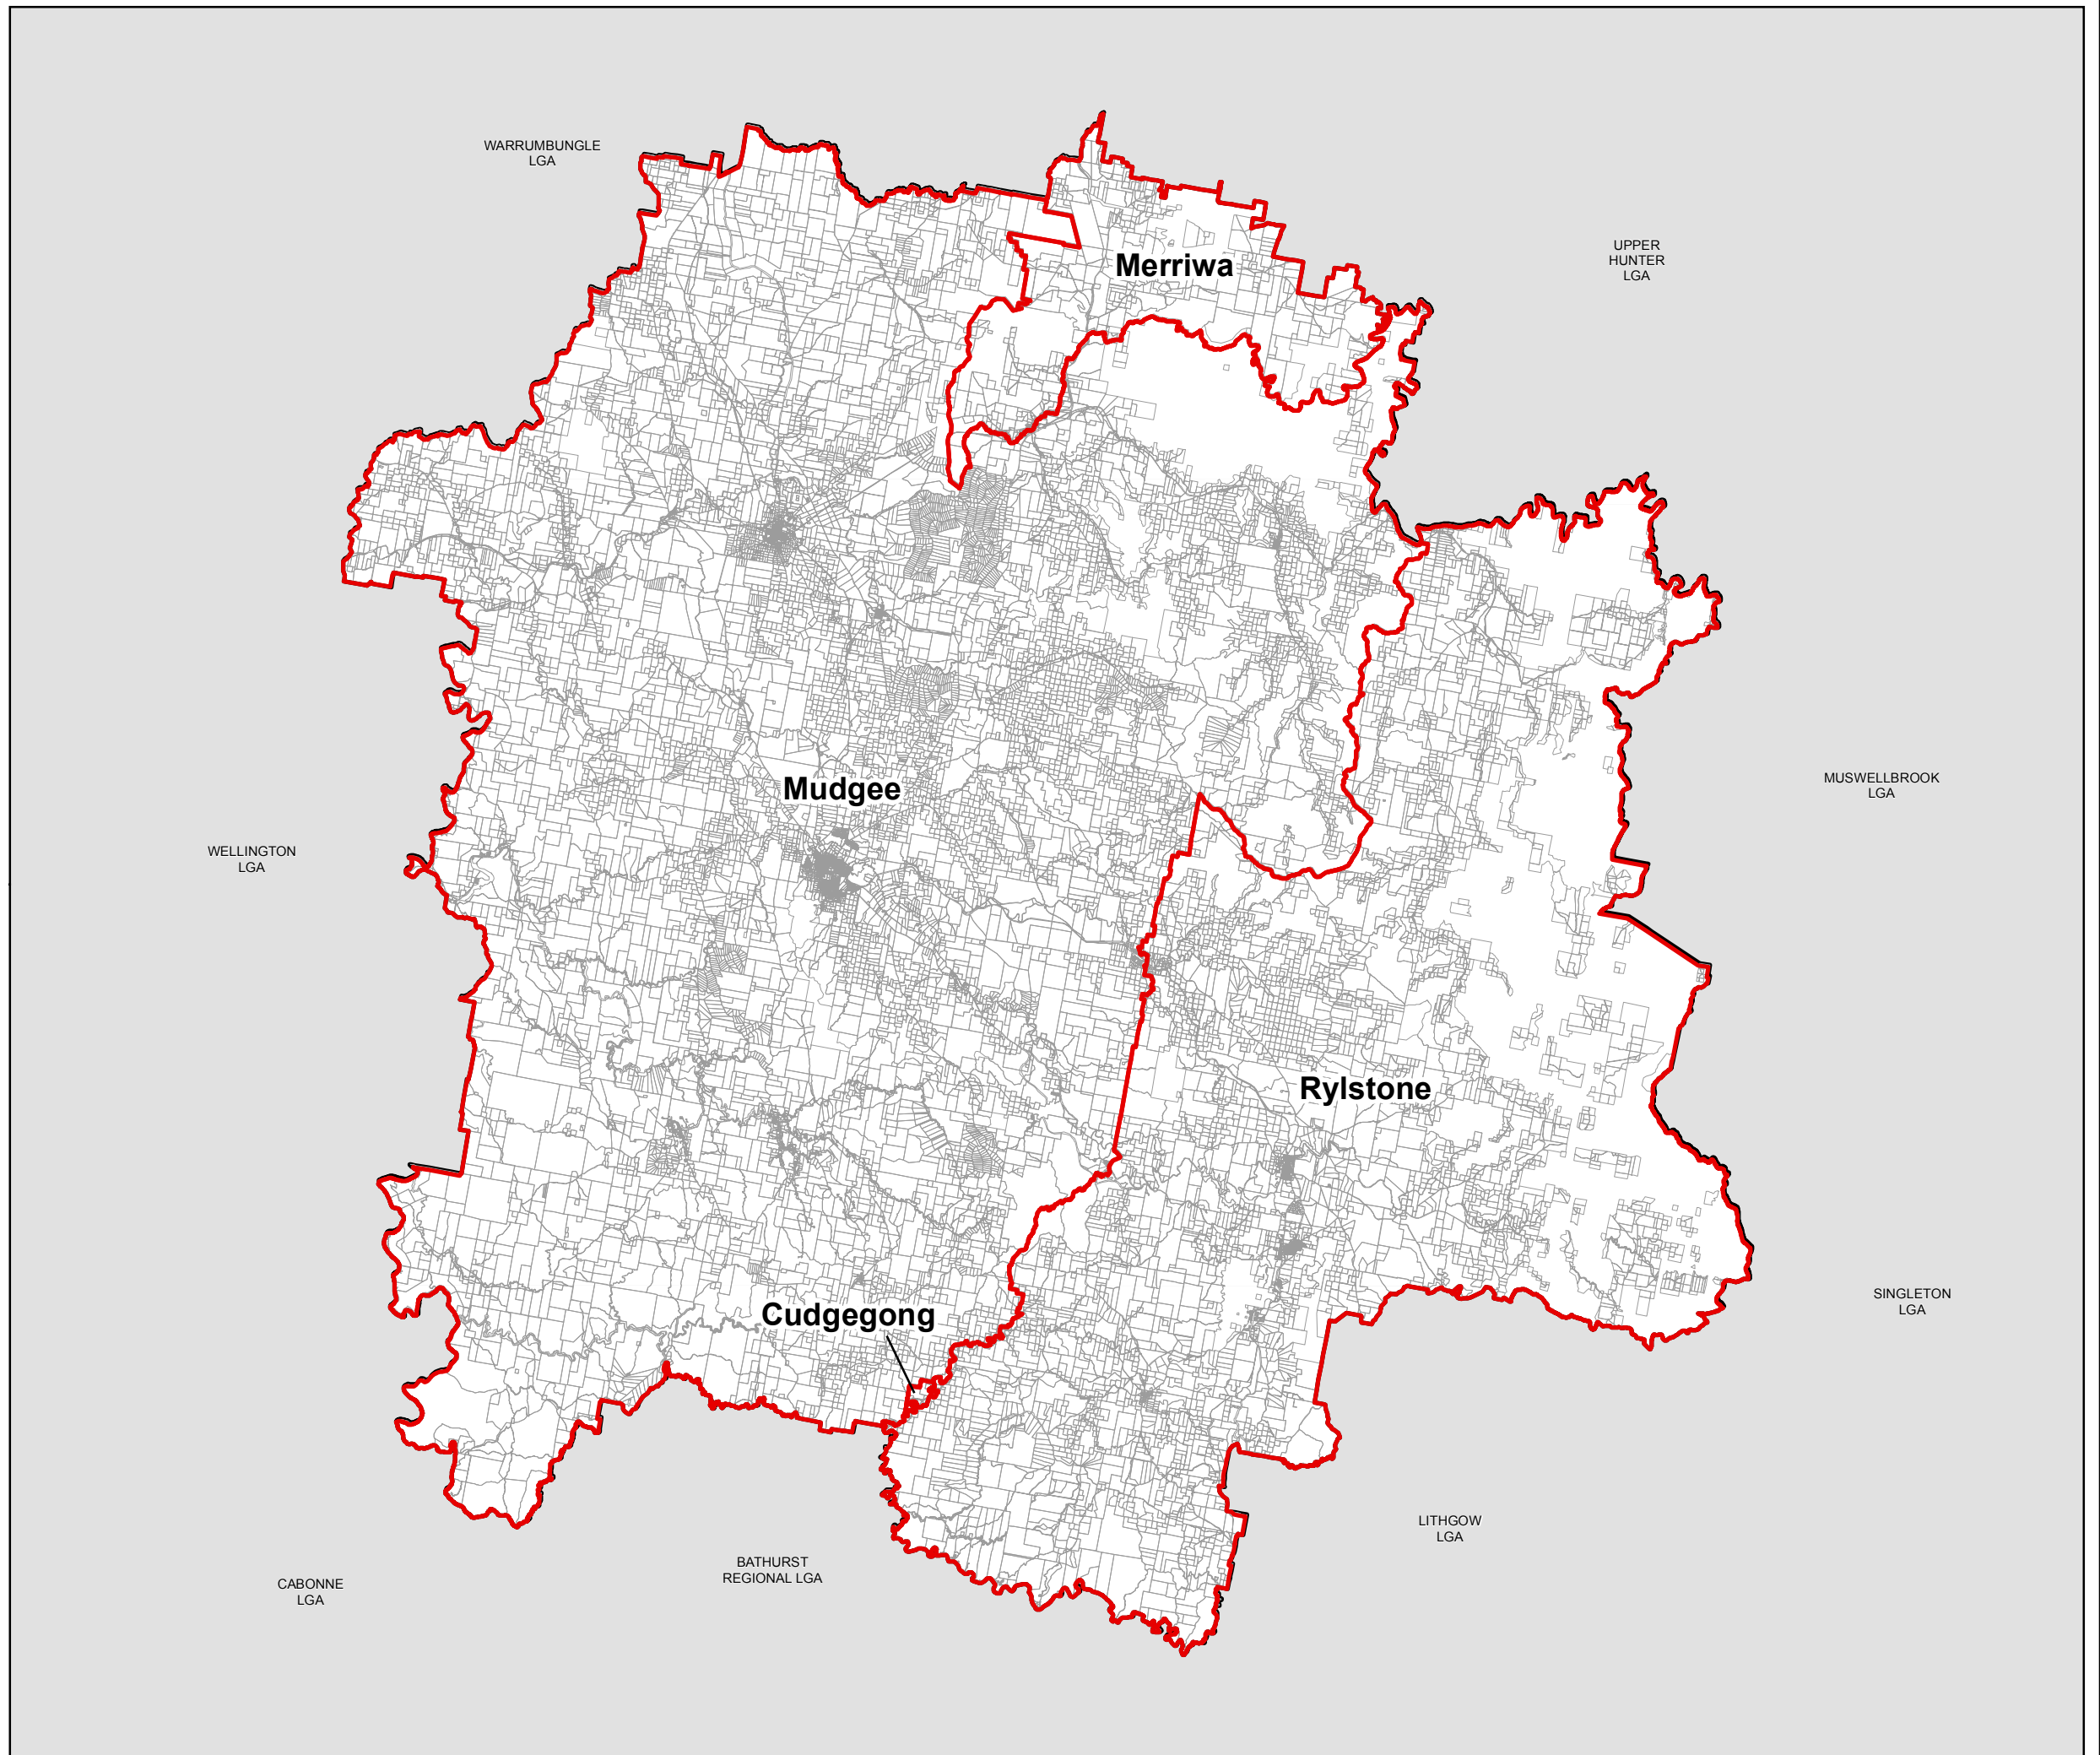 WARRUMBUNGLE
LGA
UPPER
HUNTER
LGA
Merriwa
MUSWELLBROOK
LGA
Mudgee
WELLINGTON
LGA
Rylstone
SINGLETON
LGA
Cudgegong
LITHGOW
LGA
BATHURST
REGIONAL LGA
CABONNE
LGA